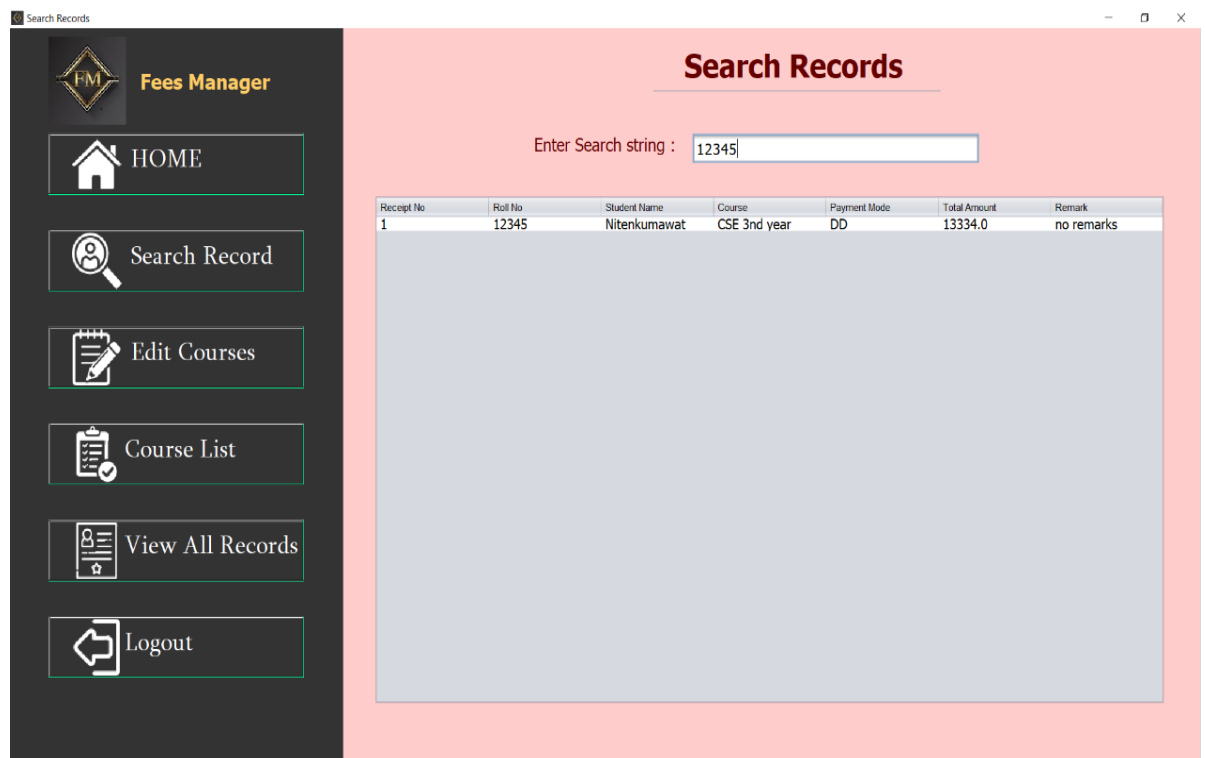 Search Records
FM
Fees Manager
HOME
Search Record
Edit Courses
Course List
View All Records
Logout
Search Records
Enter Search string : 12345
Receipt No Roll No Student Name Course Payment Mode Total Amount Remark
1 12345 Nitenkumawat CSE 3nd year DD 13334.0 no remarks